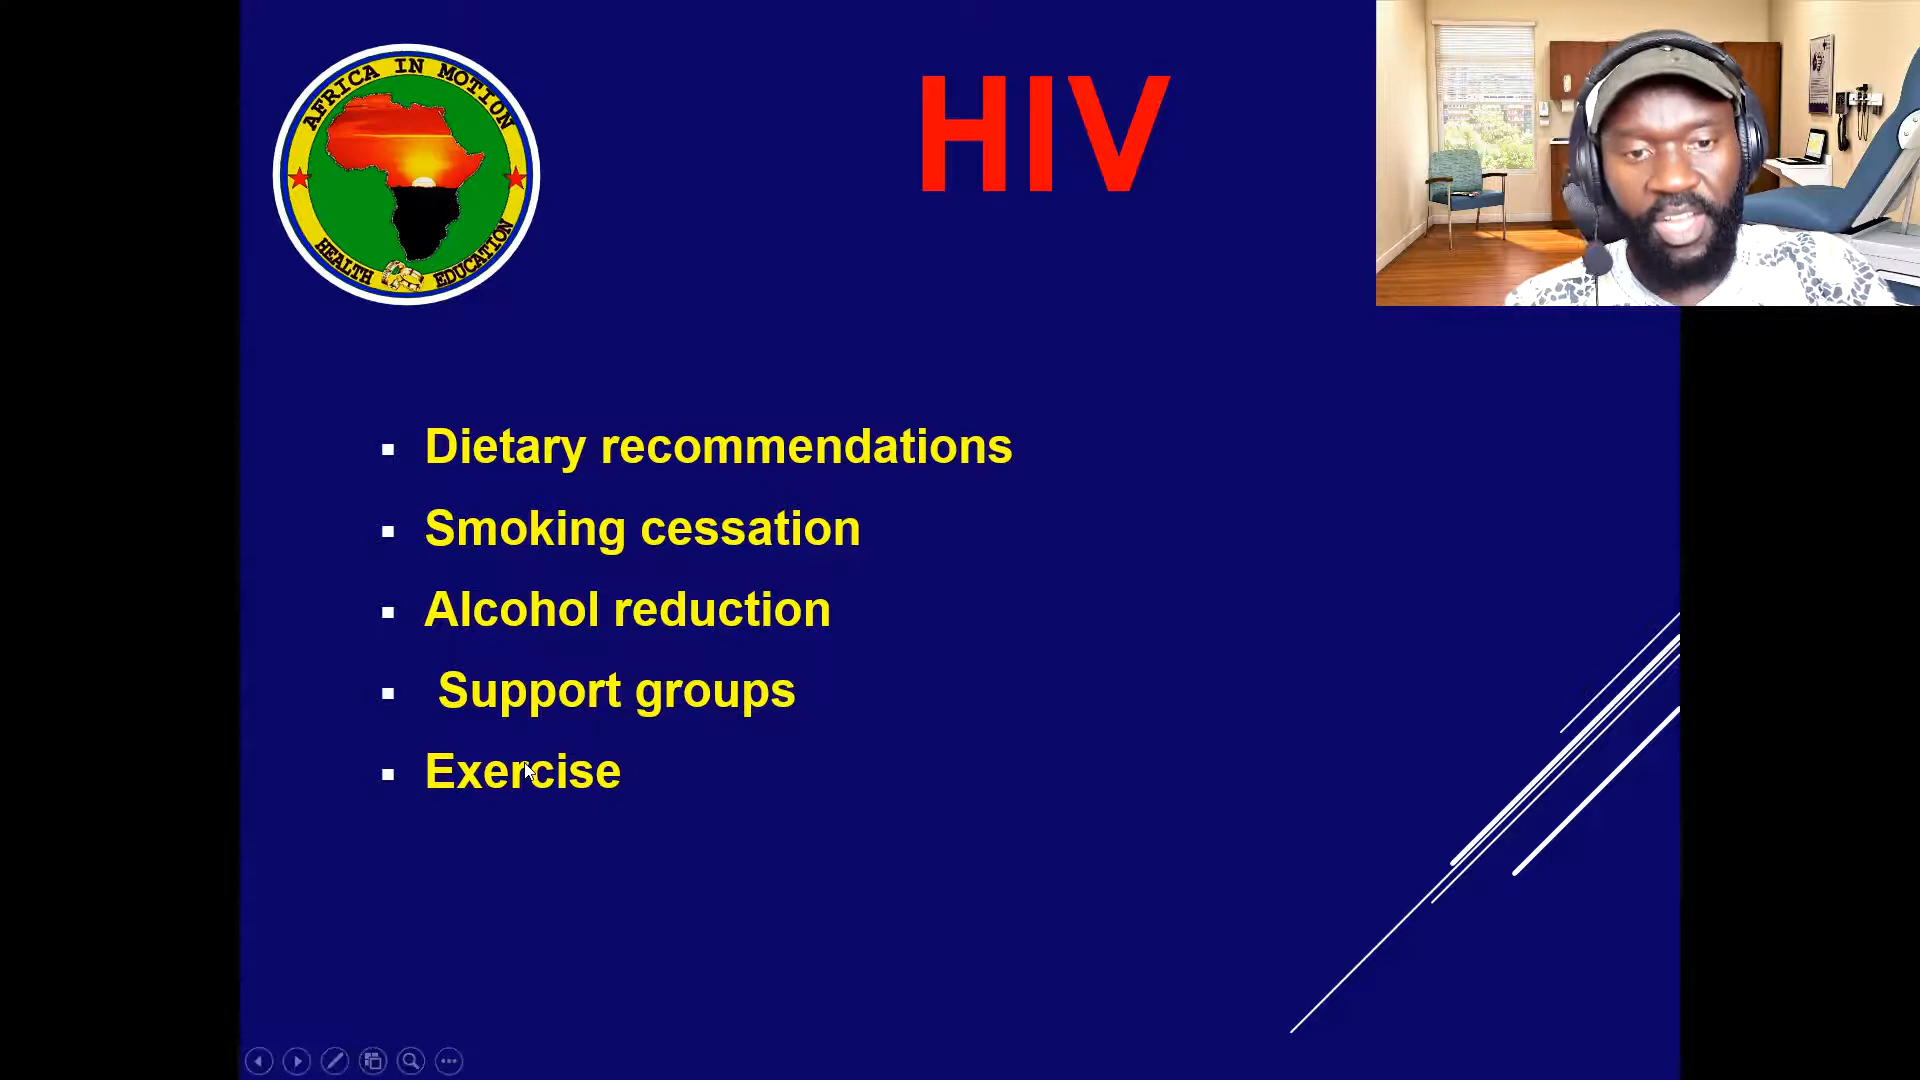 AFRICA IN MOTION
HEALTH EDUCATION
HIV
Dietary recommendations
Smoking cessation
Alcohol reduction
Support groups
Exercise